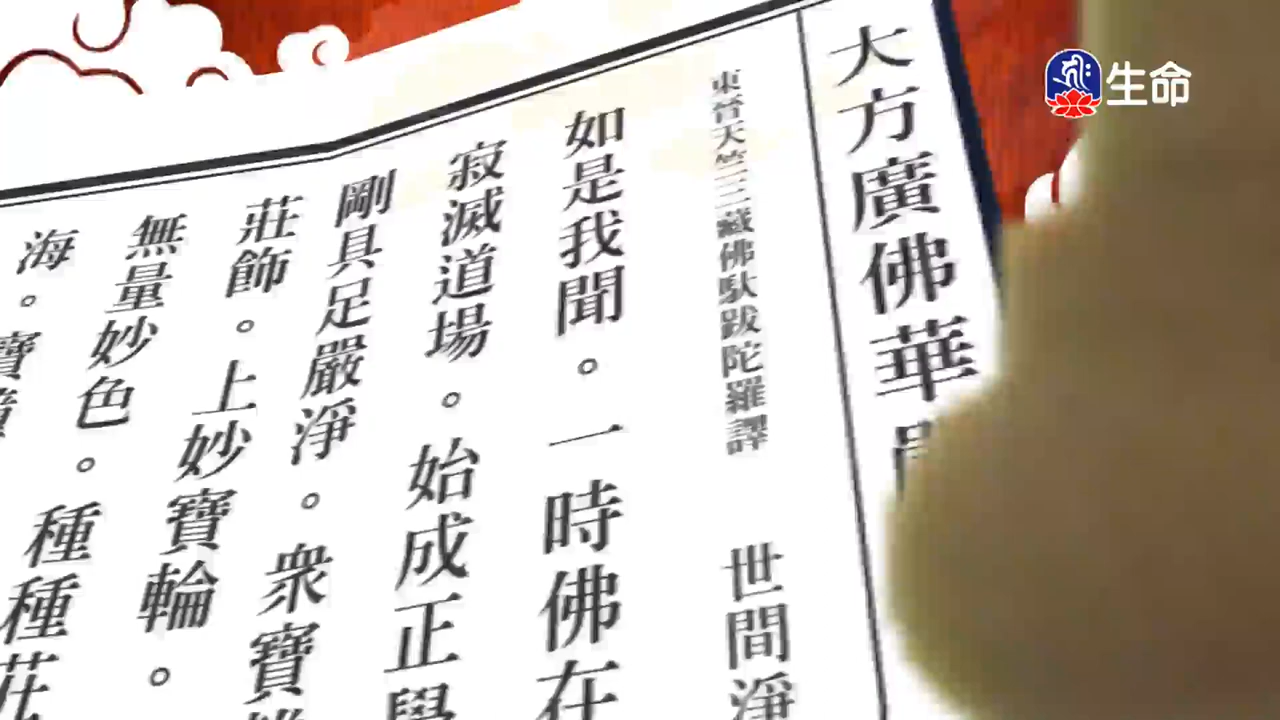 大方廣佛華
東晉天竺三藏佛馱跋陀羅譯
世間淨
如是我聞。一時佛在
寂滅道場。始成正覺
剛具足嚴淨。衆寶
莊飾。上妙寶輪。
無量妙色。種種花
海。寶
生命